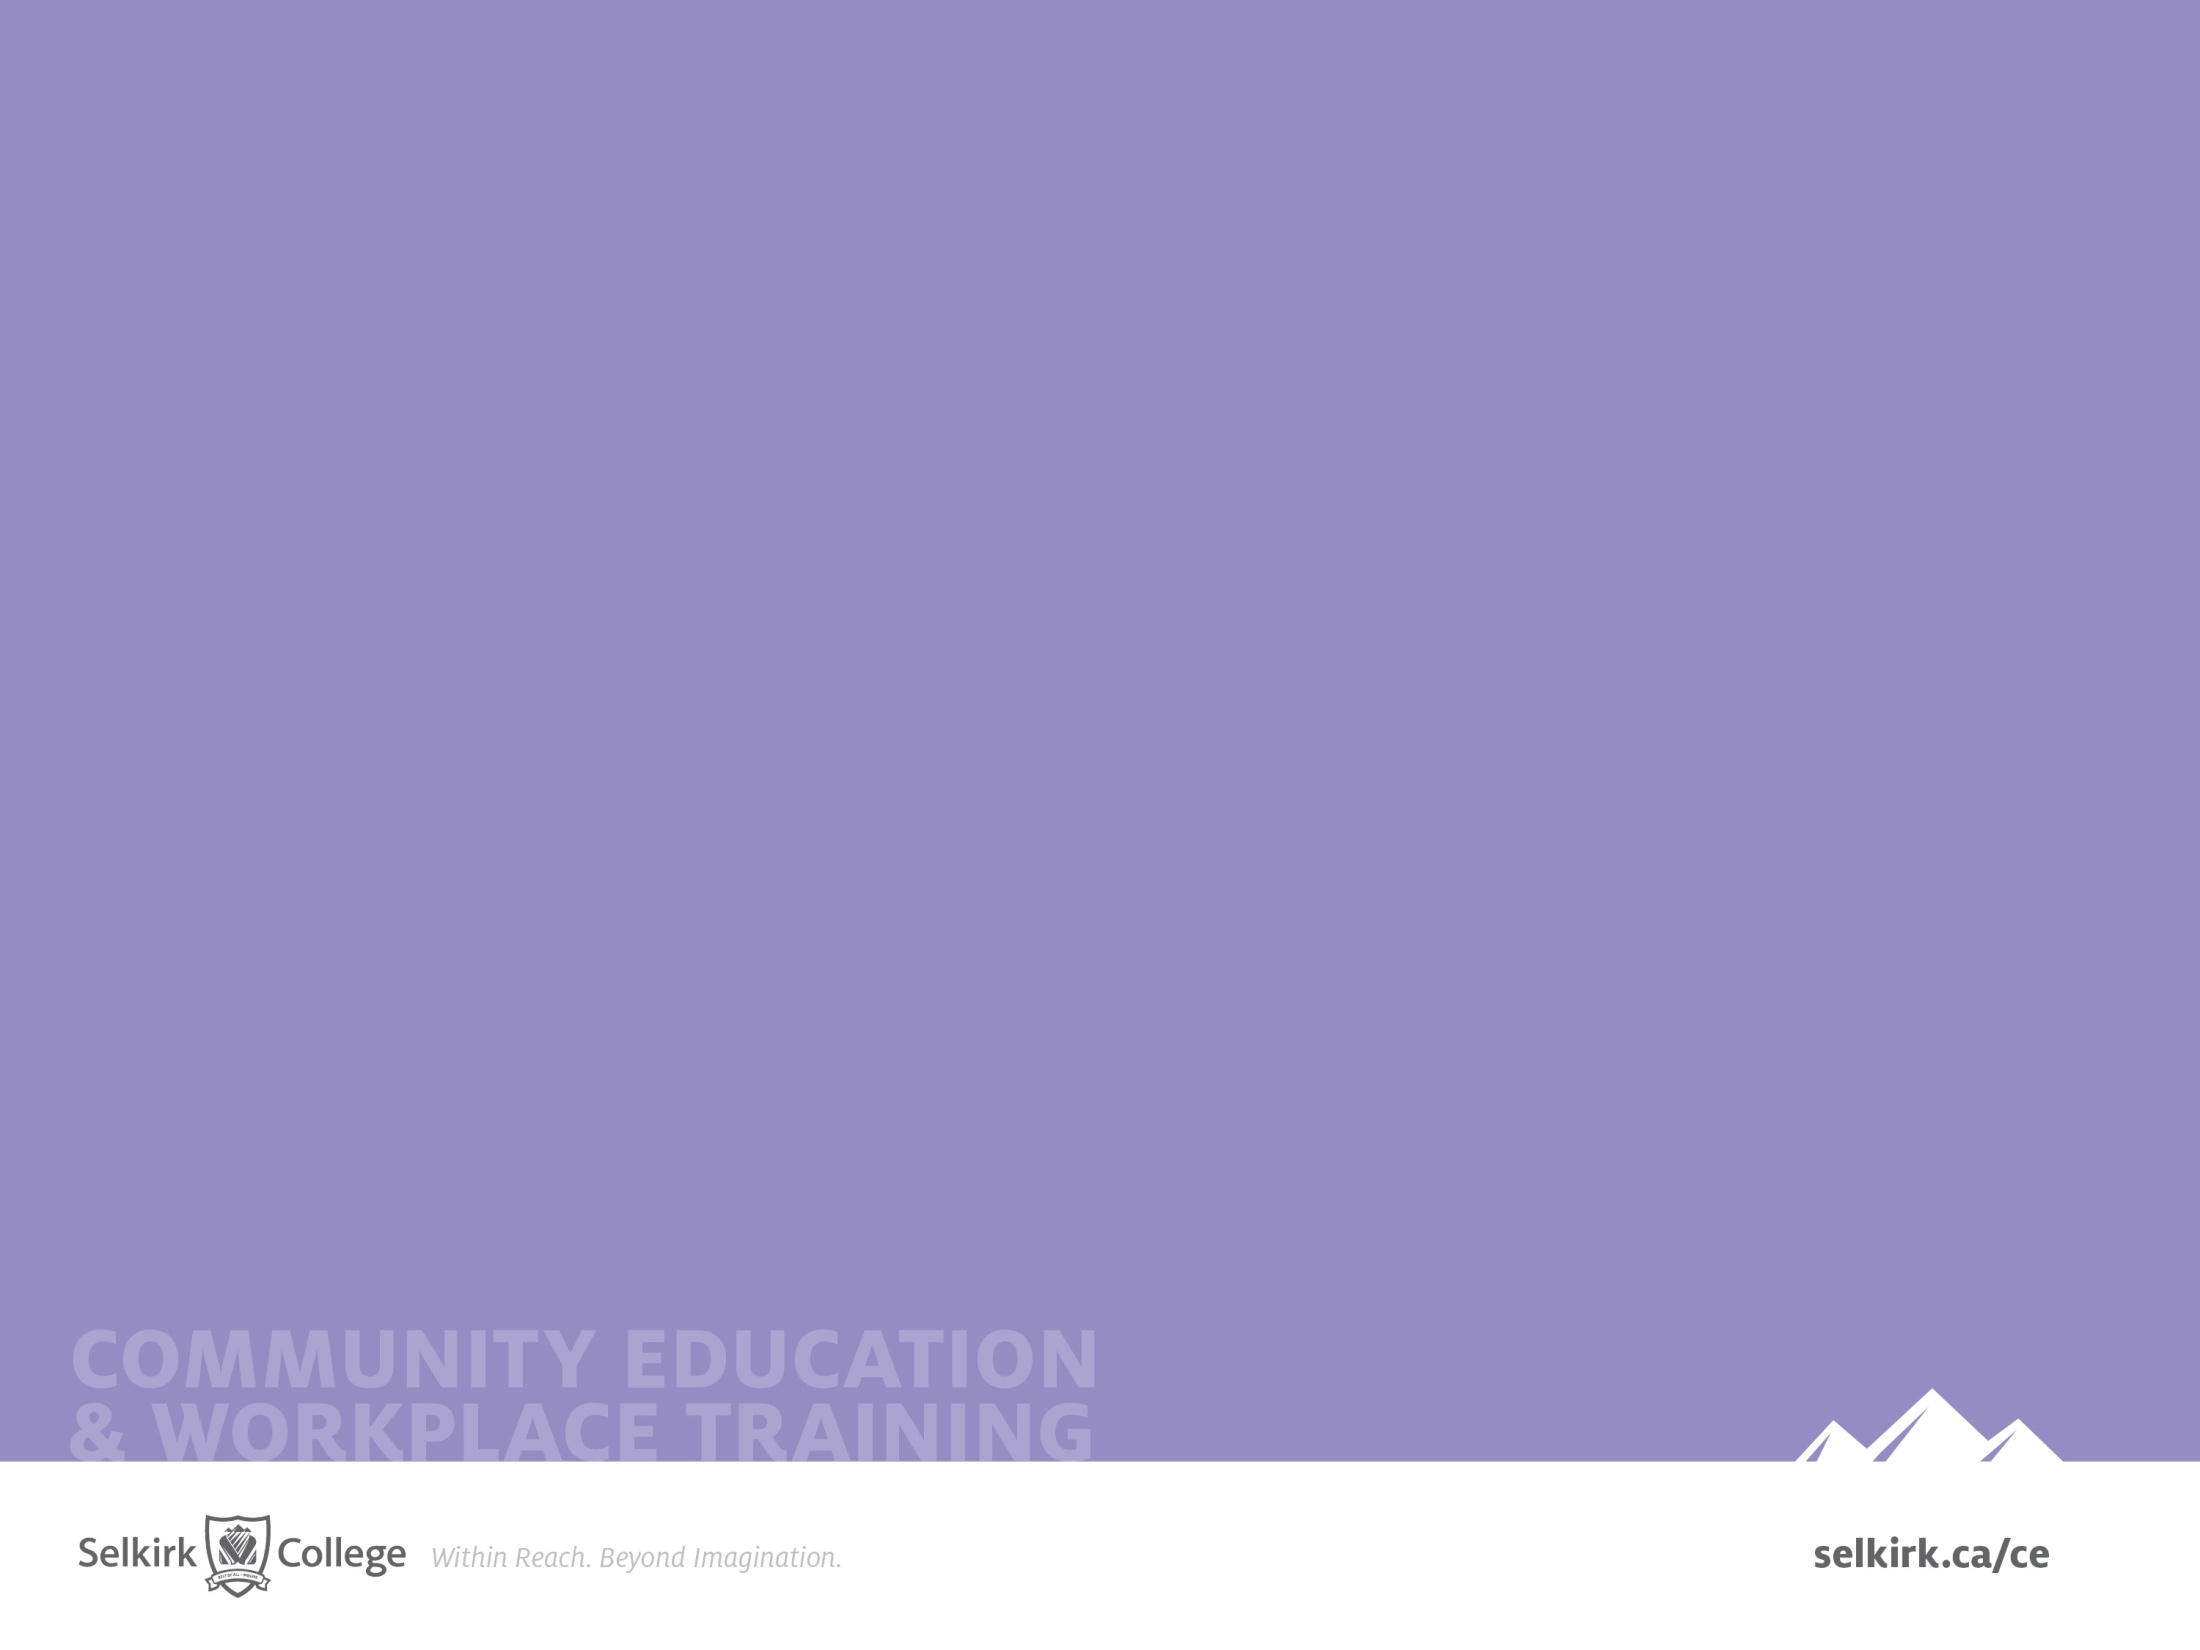 COMMUNITY EDUCATION
& WORKPLACE TRAINING
Selkirk College Within Reach. Beyond Imagination.
selkirk.ca/ce